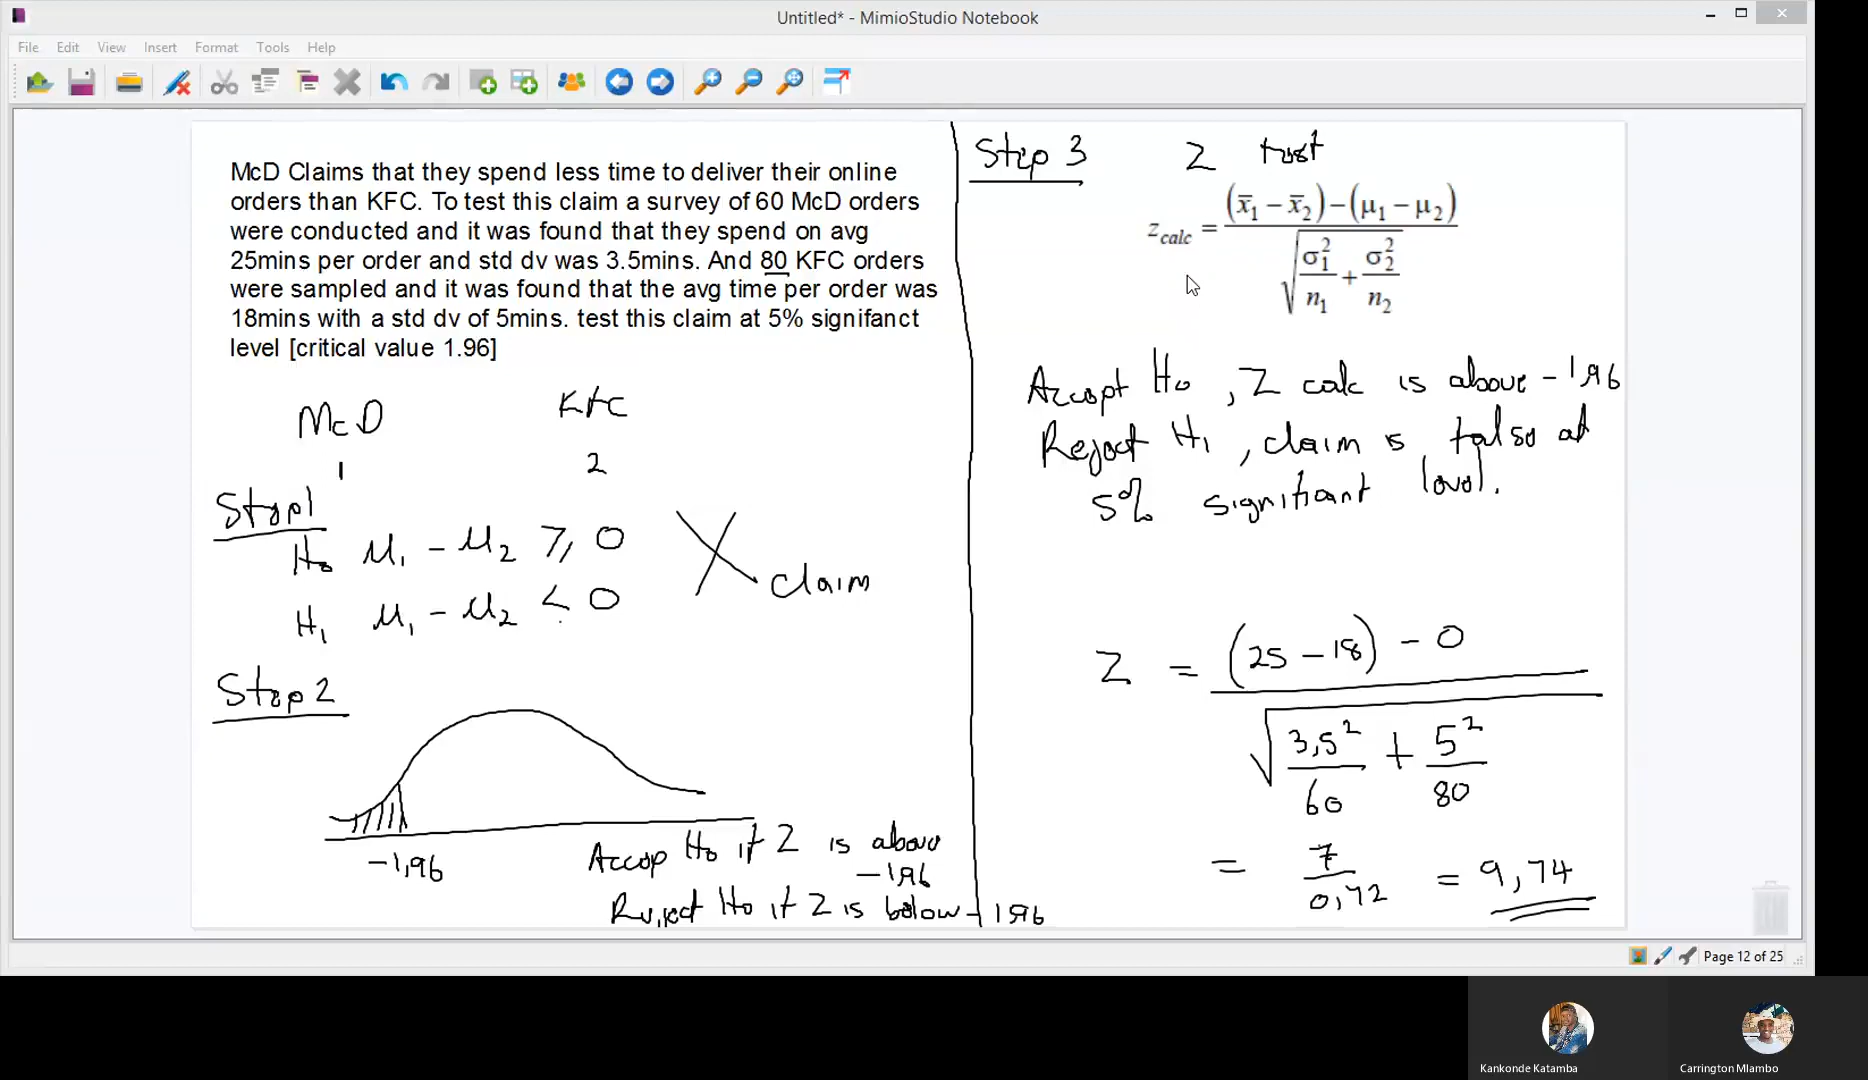 Untitled* - MimioStudio Notebook
File Edit View Insert Format Tools Help
McD Claims that they spend less time to deliver their online
orders than KFC. To test this claim a survey of 60 McD orders
were conducted and it was found that they spend on avg
25mins per order and std dv was 3.5mins. And 80 KFC orders
were sampled and it was found that the avg time per order was
18mins with a std dv of 5mins. test this claim at 5% signifanct
level [critical value 1.96]
McD KFC
1 2
Step1
H₀ μ₁ - μ₂ ⩾ 0
claim
H₁ μ₁ - μ₂ < 0
Step 2
-1,96
Accep H₀ if Z is above
-1,96
Reject H₀ if Z is below -1,96
Step 3 Z test
z_calc = ((x̄₁ − x̄₂) − (μ₁ − μ₂)) / √(σ₁²/n₁ + σ₂²/n₂)
Accept H₀, Z calc is above -1,96
Reject H₁, claim is false at
5% significant level.
Z = ((25 - 18) - 0) / √(3,5²/60 + 5²/80)
= 7/0,72 = 9,74
Page 12 of 25
Kankonde Katamba
Carrington Mlambo